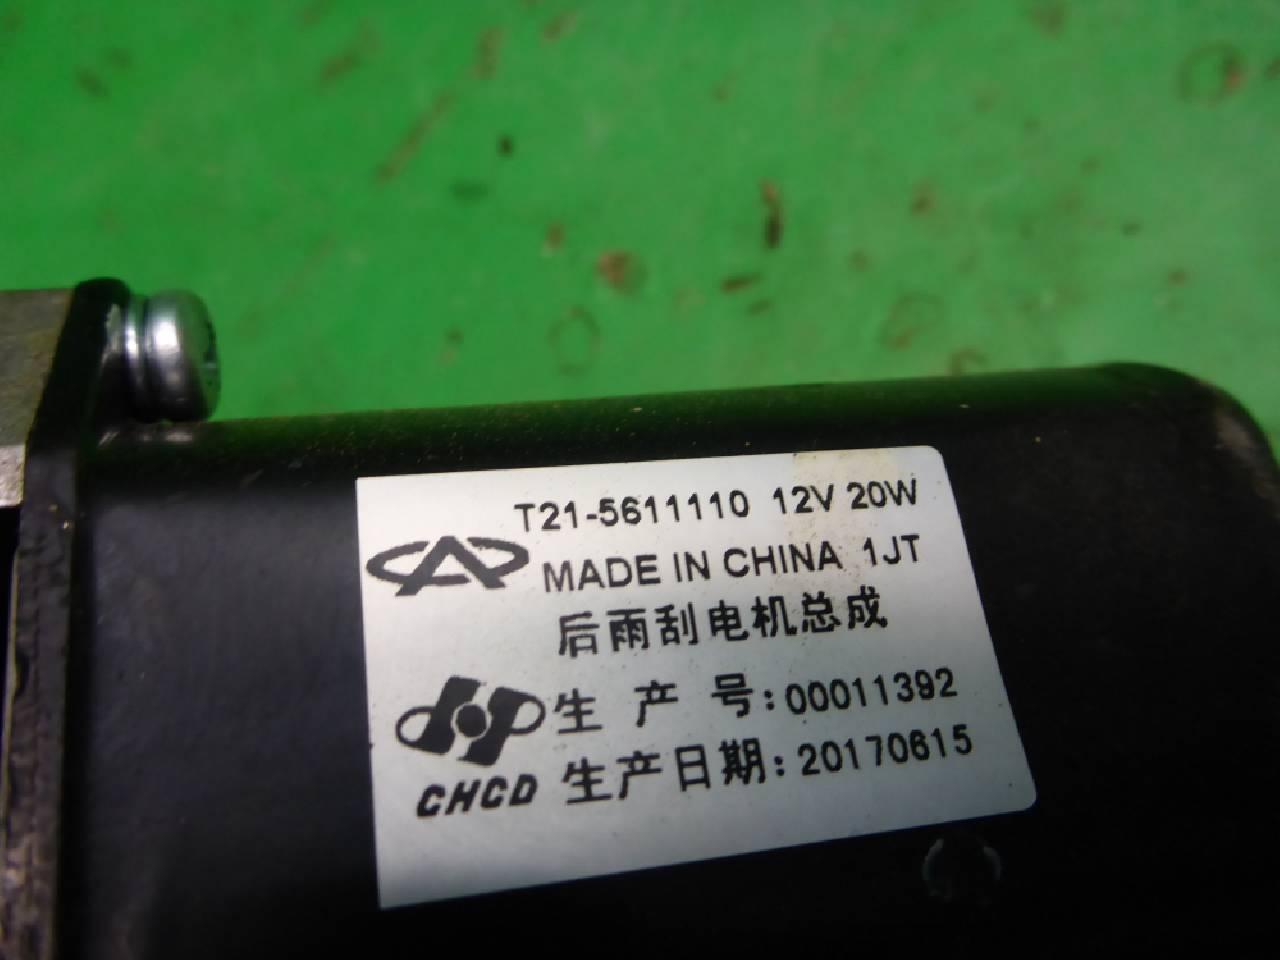 T21-5611110 12V 20W
MADE IN CHINA 1JT
后雨刮电机总成
生 产 号:00011392
CHCD 生产日期:20170615